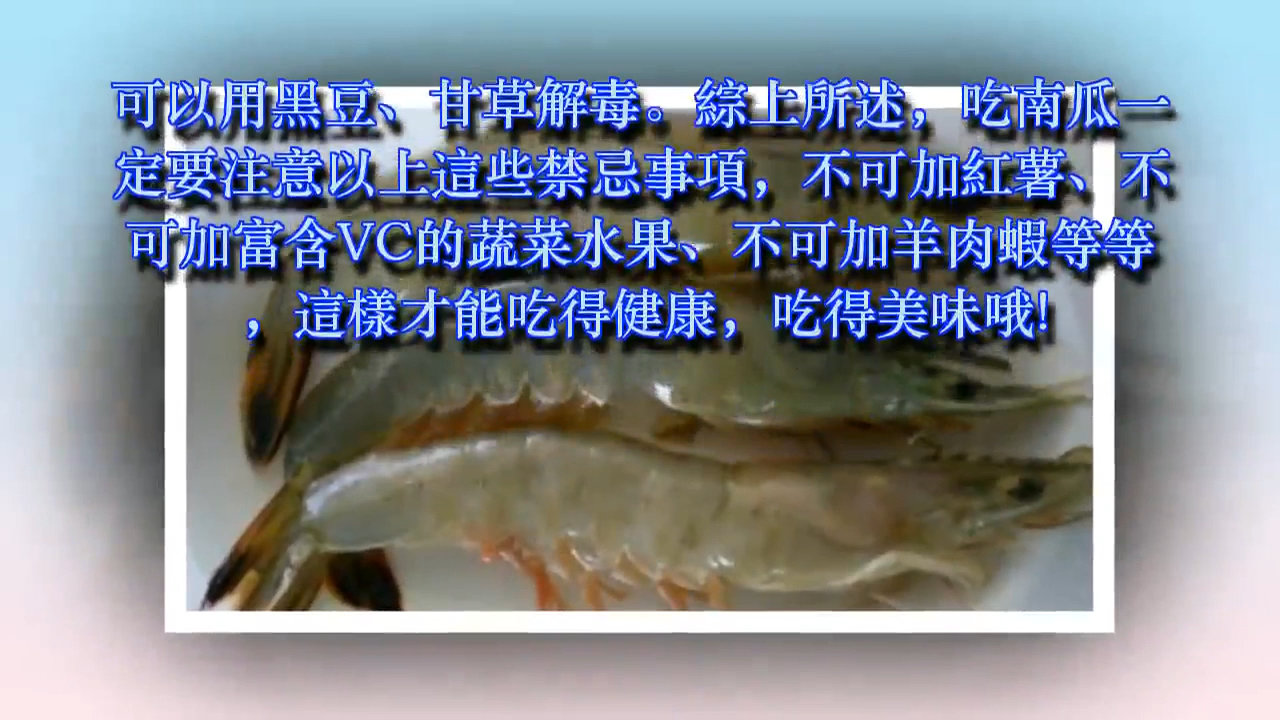 可以用黑豆、甘草解毒。綜上所述，吃南瓜一
定要注意以上這些禁忌事項，不可加紅薯、不
可加富含VC的蔬菜水果、不可加羊肉蝦等等
，這樣才能吃得健康，吃得美味哦!